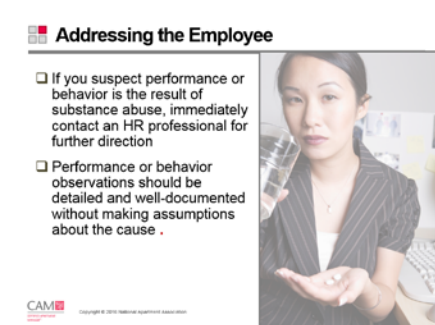 Addressing the Employee
If you suspect performance or
behavior is the result of
substance abuse, immediately
contact an HR professional for
further direction
Performance or behavior
observations should be
detailed and well-documented
without making assumptions
about the cause .
CAM
Copyright © 2016 National Apartment Association